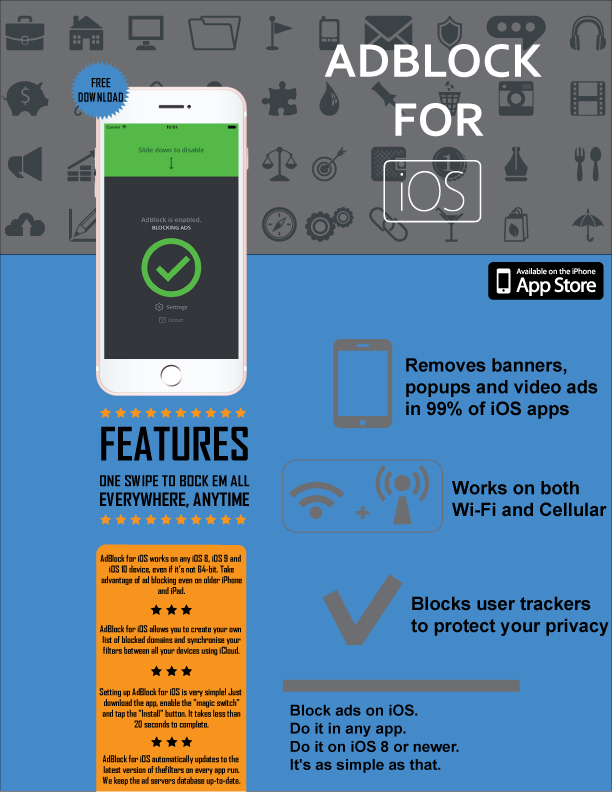 ADBLOCK
FOR
iOS
FREE
DOWNLOAD
Carrier
10:51
Slide down to disable
AdBlock is enabled.
BLOCKING ADS
Settings
Contact
Available on the iPhone
App Store
Removes banners,
popups and video ads
in 99% of iOS apps
FEATURES
ONE SWIPE TO BOCK EM ALL
EVERYWHERE, ANYTIME
+
Works on both
Wi-Fi and Cellular
Blocks user trackers
to protect your privacy
AdBlock for iOS works on any iOS 8, iOS 9 and
iOS 10 device, even if it's not 64-bit. Take
advantage of ad blocking even on older iPhone
and iPad.
AdBlock for iOS allows you to create your own
list of blocked domains and synchronise your
filters between all your devices using iCloud.
Setting up AdBlock for iOS is very simple! Just
download the app, enable the "magic switch"
and tap the "Install" button. It takes less than
20 seconds to complete.
AdBlock for iOS automatically updates to the
latest version of thefilters on every app run.
We keep the ad servers database up-to-date.
Block ads on iOS.
Do it in any app.
Do it on iOS 8 or newer.
It's as simple as that.